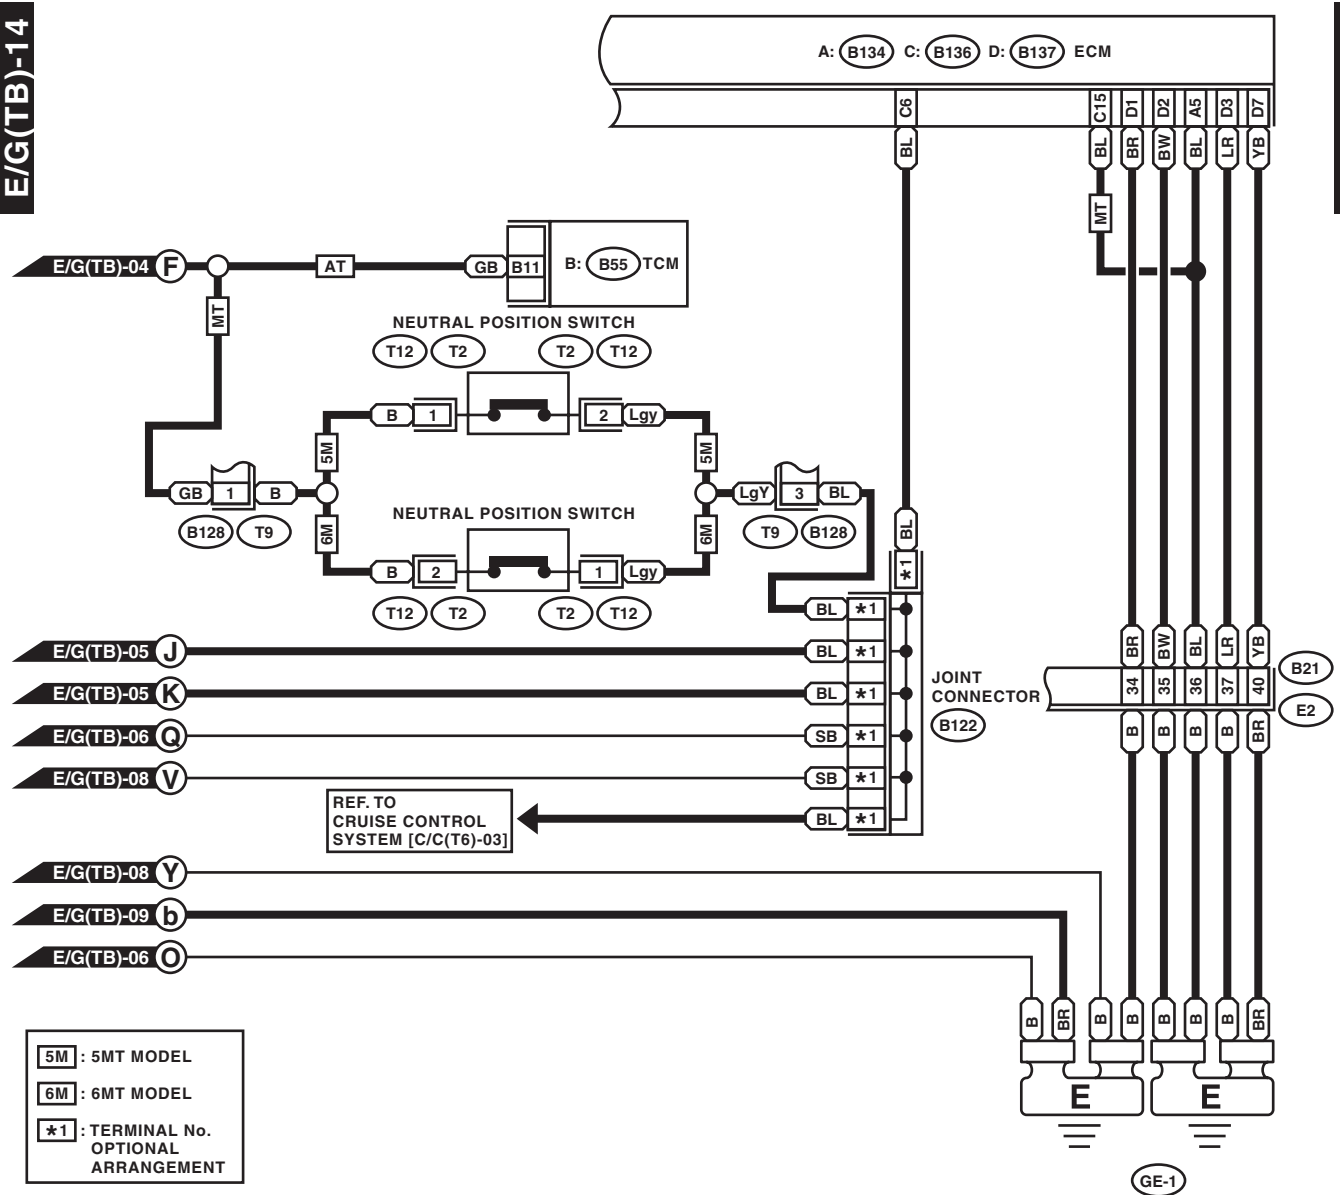 E/G(TB)-14
A: B134 C: B136 D: B137 ECM
C6 C15 D1 D2 A5 D3 D7
BL BL BR BW BL LR YB
MT
E/G(TB)-04 F AT GB B11 B: B55 TCM
MT
NEUTRAL POSITION SWITCH
T12 T2 T2 T12
B 1 2 Lgy
5M 5M
GB 1 B LgY 3 BL
B128 T9 T9 B128
NEUTRAL POSITION SWITCH
6M 6M
B 2 1 Lgy
T12 T2 T2 T12
BL
*1
BL *1
E/G(TB)-05 J BL *1
E/G(TB)-05 K BL *1
E/G(TB)-06 Q SB *1
E/G(TB)-08 V SB *1
BL *1
JOINT
CONNECTOR
B122
BR BW BL LR YB
34 35 36 37 40
B B B B BR
B21
E2
REF. TO
CRUISE CONTROL
SYSTEM [C/C(T6)-03]
E/G(TB)-08 Y
E/G(TB)-09 b
E/G(TB)-06 O
B BR B B B B B BR
E E
GE-1
5M : 5MT MODEL
6M : 6MT MODEL
*1 : TERMINAL No.
OPTIONAL
ARRANGEMENT